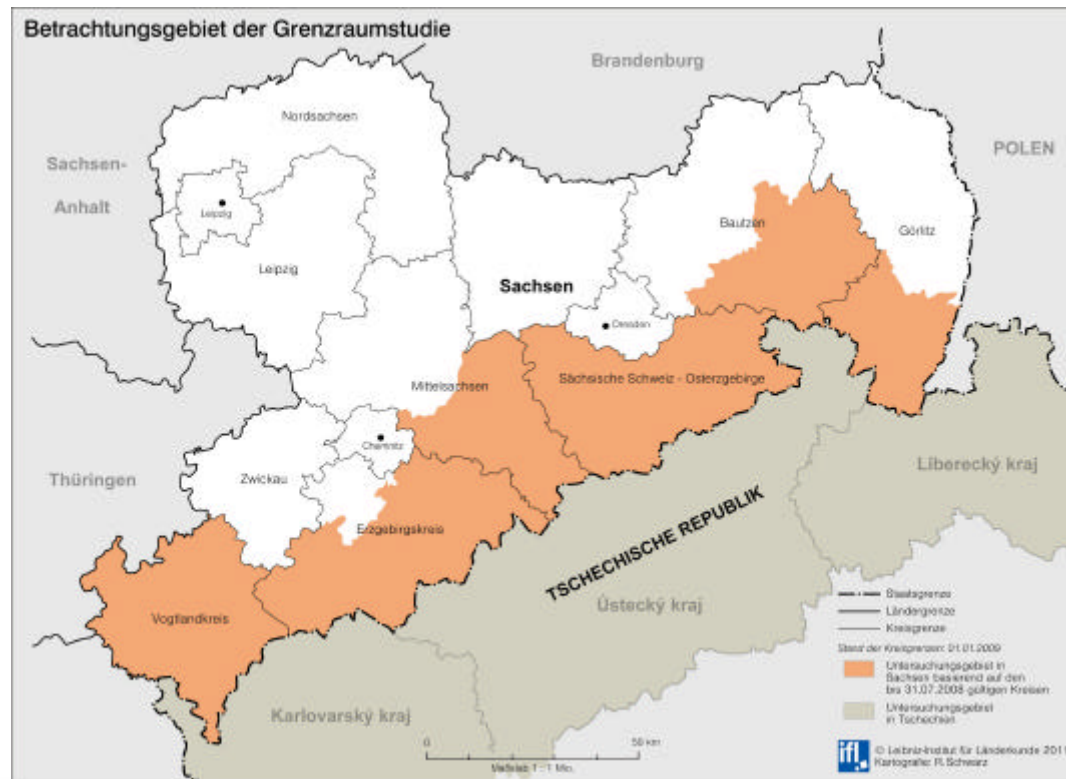 Betrachtungsgebiet der Grenzraumstudie
Brandenburg
Nordsachsen
Sachsen-
Anhalt
POLEN
Leipzig
Bautzen
Görlitz
Leipzig
Sachsen
Dresden
Mittelsachsen
Sächsische Schweiz - Osterzgebirge
Chemnitz
Thüringen
Zwickau
Liberecký kraj
Erzgebirgskreis
TSCHECHISCHE REPUBLIK
Ústecký kraj
Vogtlandkreis
Karlovarský kraj
Staatsgrenze
Ländergrenze
Kreisgrenze
Stand der Kreisgrenzen: 01.01.2009
Untersuchungsgebiet in
Sachsen basierend auf den
bis 31.07.2008 gültigen Kreisen
Untersuchungsgebiet
in Tschechien
0 50 km
Maßstab 1 : 1 Mio.
ifl
© Leibniz-Institut für Länderkunde 2011
Kartografie: R. Schwarz